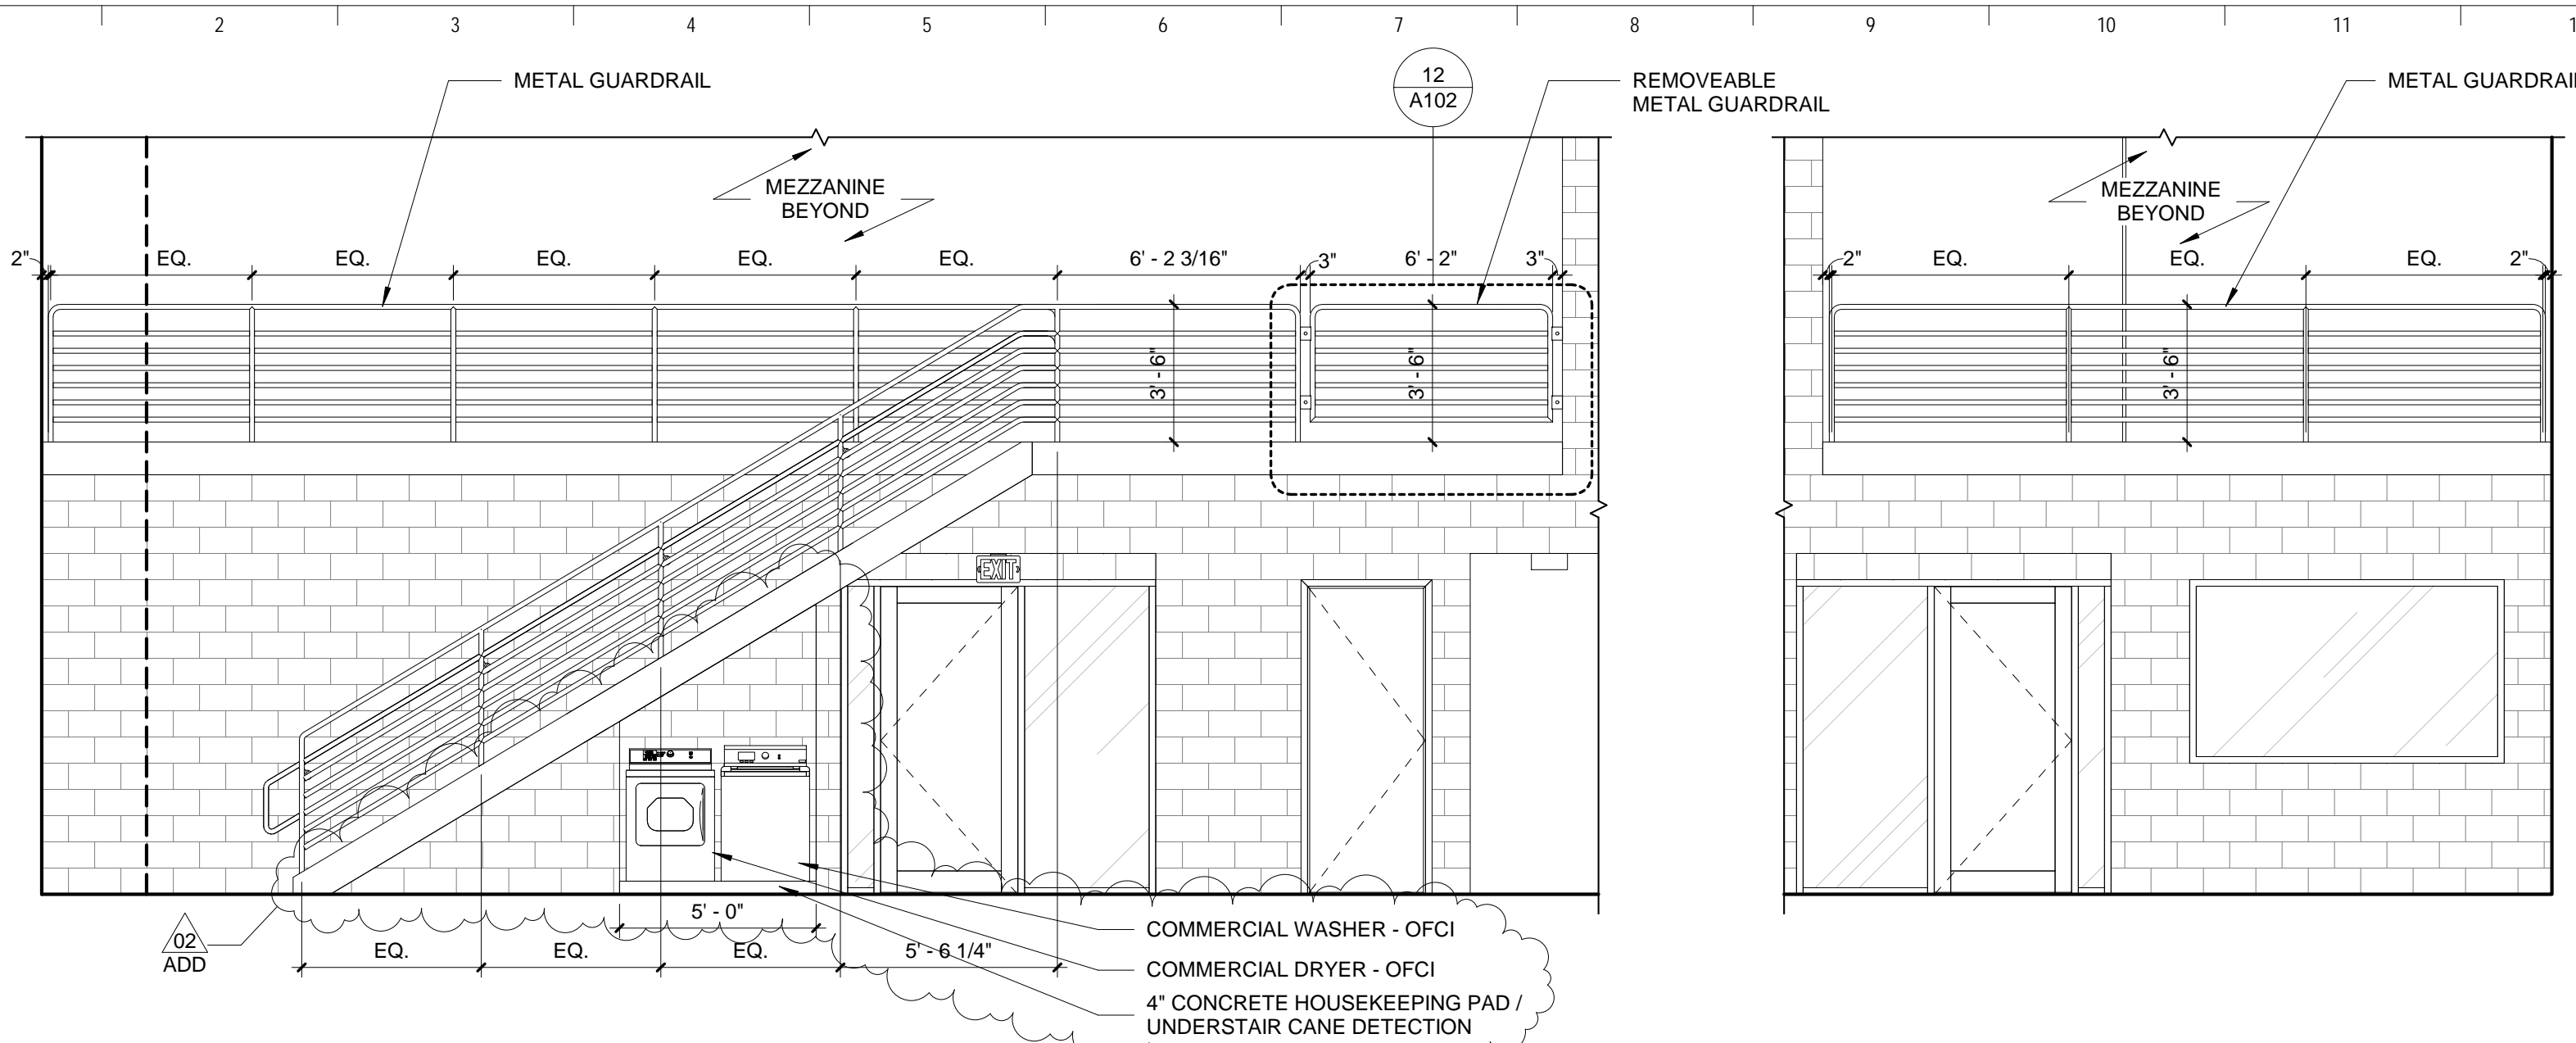 2 3 4 5 6 7 8 9 10 11 1
METAL GUARDRAIL
12
A102
REMOVEABLE
METAL GUARDRAIL
METAL GUARDRAIL
MEZZANINE
BEYOND
MEZZANINE
BEYOND
2" EQ. EQ. EQ. EQ. EQ. 6' - 2 3/16" 3" 6' - 2" 3" 2" EQ. EQ. EQ. 2"
3' - 6" 3' - 6" 3' - 6"
EXIT
02
ADD
5' - 0"
EQ. EQ. EQ. 5' - 6 1/4"
COMMERCIAL WASHER - OFCI
COMMERCIAL DRYER - OFCI
4" CONCRETE HOUSEKEEPING PAD /
UNDERSTAIR CANE DETECTION